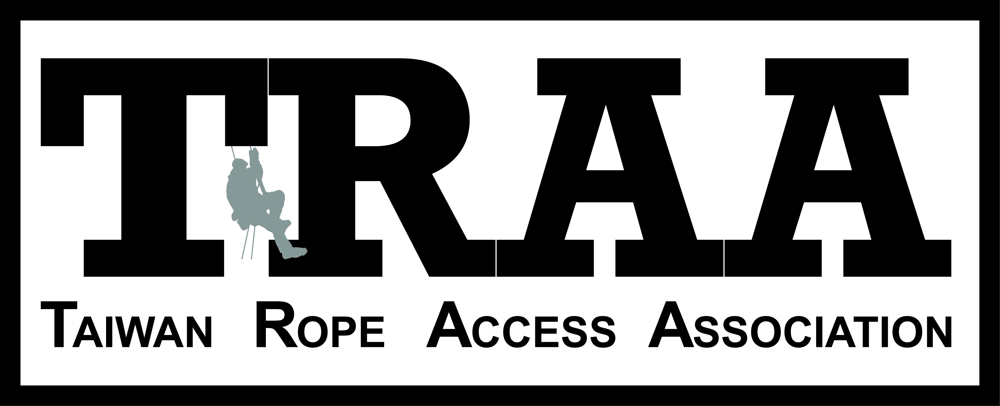 TRAA
TAIWAN ROPE ACCESS ASSOCIATION